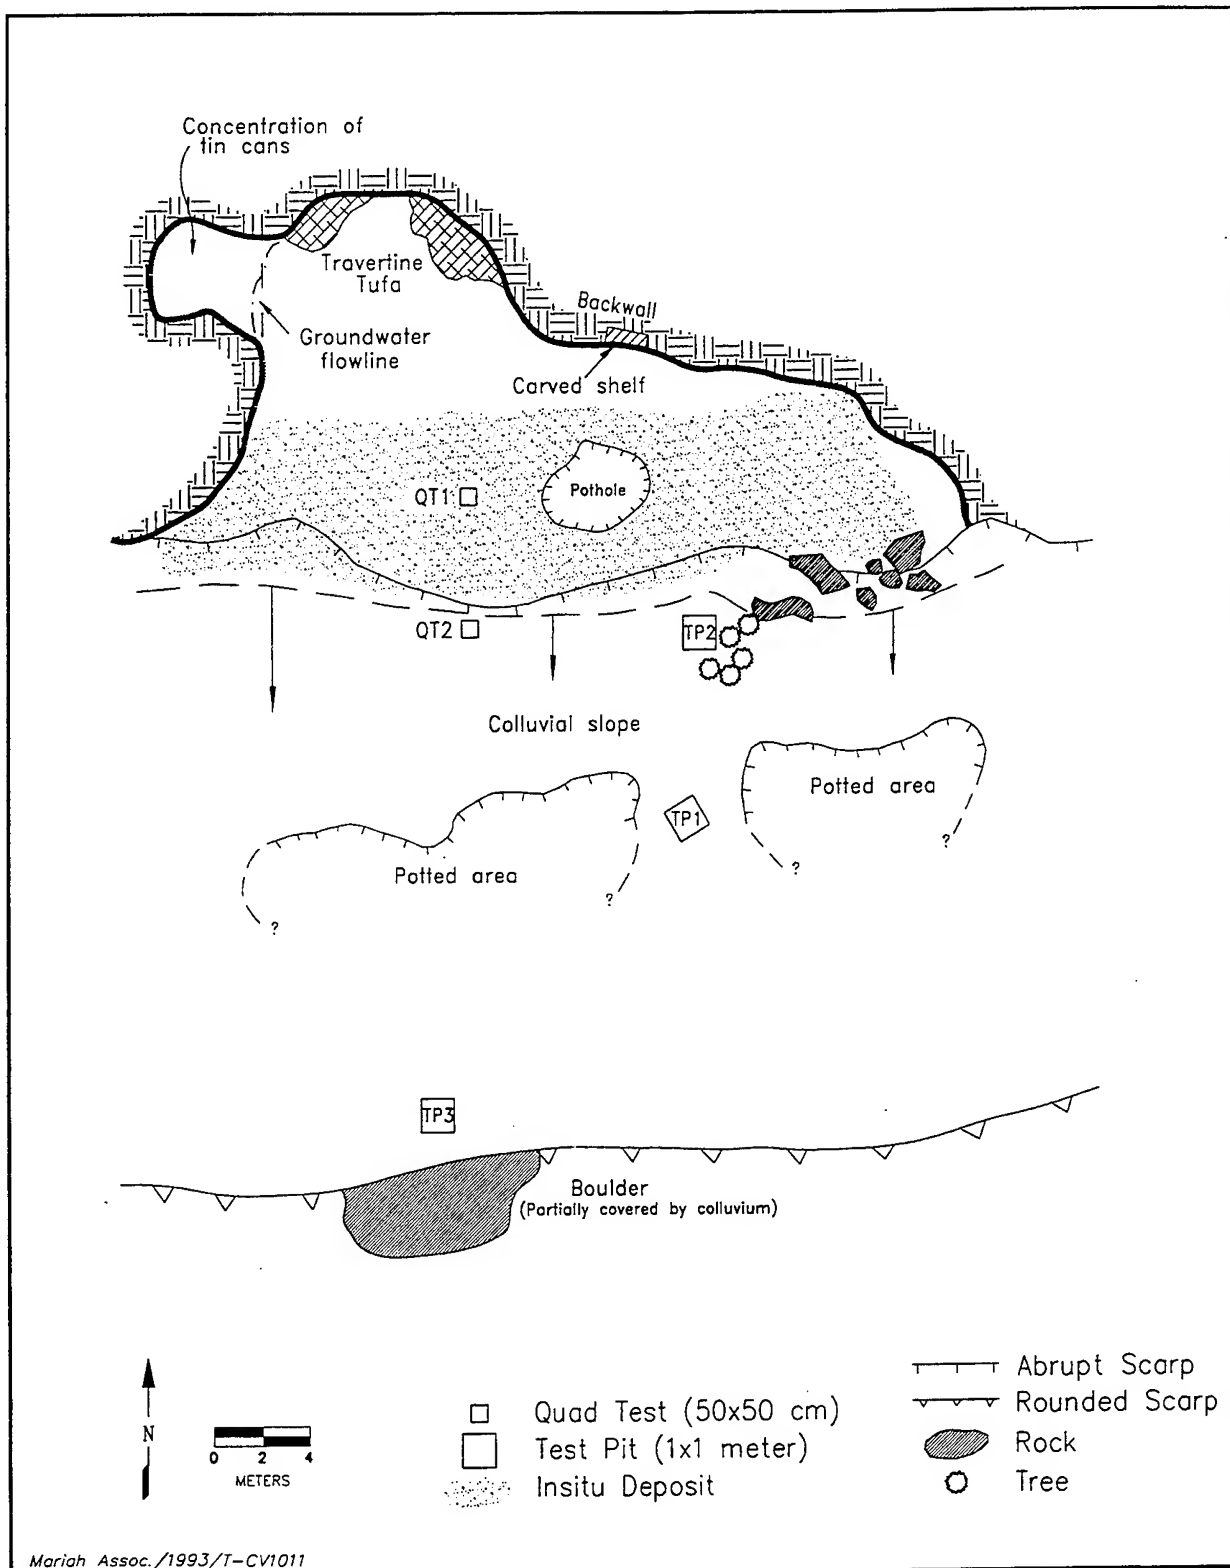 Concentration of
tin cans
Travertine
Tufa
Backwall
Groundwater
flowline
Carved shelf
QT1
Pothole
QT2
TP2
Colluvial slope
Potted area
TP1
?
Potted area
?
?
?
TP3
Boulder
(Partially covered by colluvium)
N
0 2 4
METERS
Quad Test (50x50 cm)
Test Pit (1x1 meter)
Insitu Deposit
Abrupt Scarp
Rounded Scarp
Rock
Tree
Mariah Assoc./1993/T-CV1011